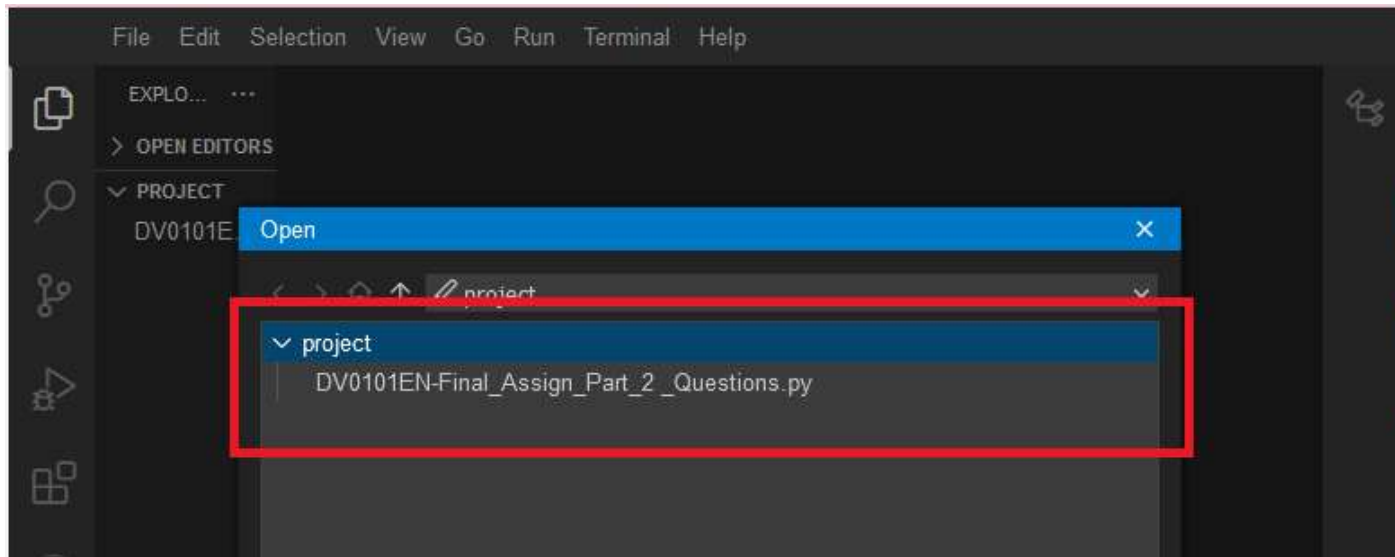 File Edit Selection View Go Run Terminal Help
EXPLO... ···
OPEN EDITORS
PROJECT
DV0101E
Open
project
project
DV0101EN-Final_Assign_Part_2 _Questions.py